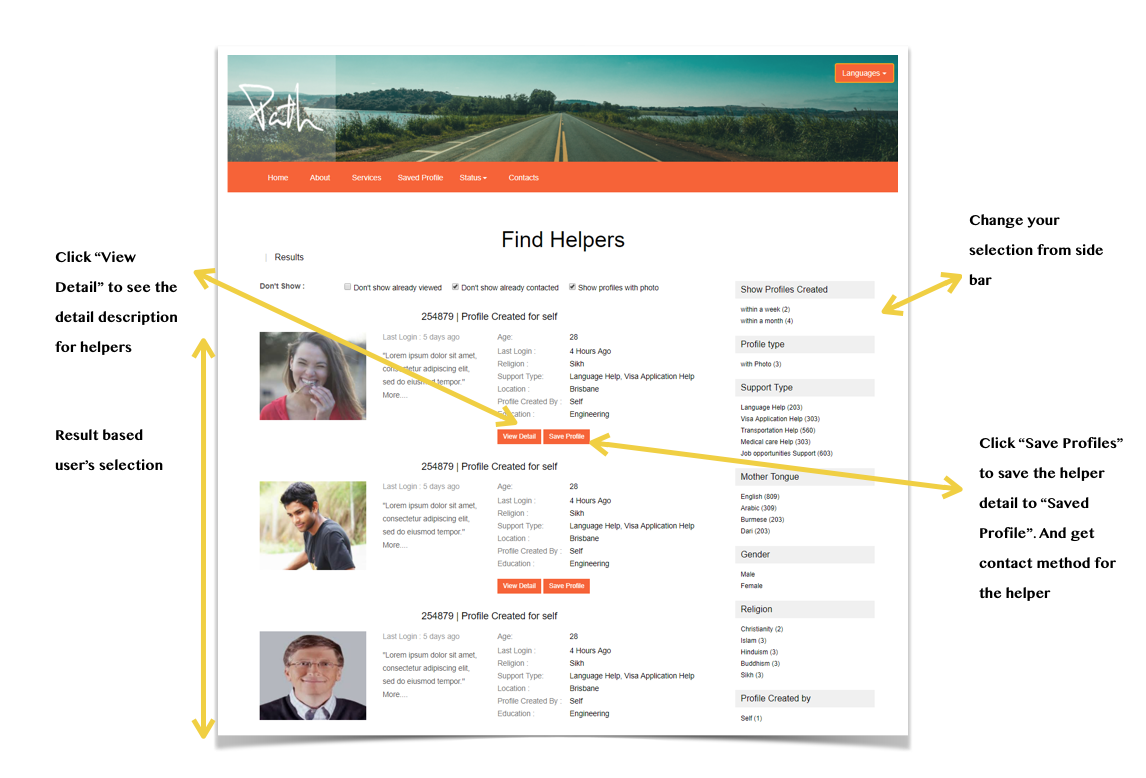 Path
Languages
Home About Services Saved Profile Status Contacts
Find Helpers
Results
Don't Show : Don't show already viewed Don't show already contacted Show profiles with photo
254879 | Profile Created for self
Last Login : 5 days ago
"Lorem ipsum dolor sit amet,
consectetur adipiscing elit,
sed do eiusmod tempor."
More....
Age: 28
Last Login : 4 Hours Ago
Religion : Sikh
Support Type: Language Help, Visa Application Help
Location : Brisbane
Profile Created By : Self
Education : Engineering
View Detail Save Profile
254879 | Profile Created for self
Last Login : 5 days ago
"Lorem ipsum dolor sit amet,
consectetur adipiscing elit,
sed do eiusmod tempor."
More....
Age: 28
Last Login : 4 Hours Ago
Religion : Sikh
Support Type: Language Help, Visa Application Help
Location : Brisbane
Profile Created By : Self
Education : Engineering
View Detail Save Profile
254879 | Profile Created for self
Last Login : 5 days ago
"Lorem ipsum dolor sit amet,
consectetur adipiscing elit,
sed do eiusmod tempor."
More....
Age: 28
Last Login : 4 Hours Ago
Religion : Sikh
Support Type: Language Help, Visa Application Help
Location : Brisbane
Profile Created By : Self
Education : Engineering
Show Profiles Created
within a week (2)
within a month (4)
Profile type
with Photo (3)
Support Type
Language Help (203)
Visa Application Help (303)
Transportation Help (560)
Medical care Help (303)
Job opportunities Support (603)
Mother Tongue
English (809)
Arabic (309)
Burmese (203)
Dari (203)
Gender
Male
Female
Religion
Christianity (2)
Islam (3)
Hinduism (3)
Buddhism (3)
Sikh (3)
Profile Created by
Self (1)
Click “View
Detail” to see the
detail description
for helpers
Result based
user’s selection
Change your
selection from side
bar
Click “Save Profiles”
to save the helper
detail to “Saved
Profile”. And get
contact method for
the helper